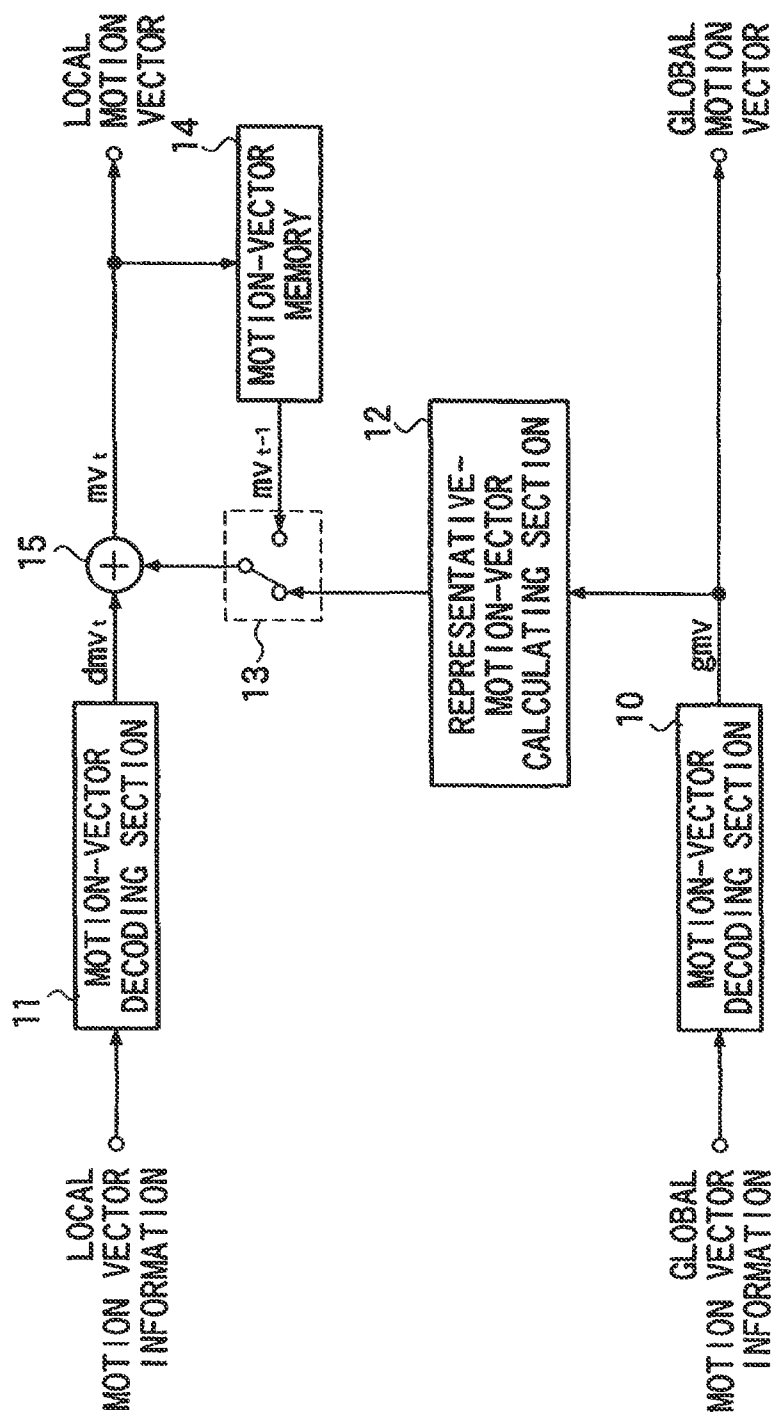 LOCAL
MOTION VECTOR
INFORMATION
11
MOTION-VECTOR
DECODING SECTION
dmvt
15
+
mvt
LOCAL
MOTION
VECTOR
14
MOTION-VECTOR
MEMORY
mvt-1
13
12
REPRESENTATIVE-
MOTION-VECTOR
CALCULATING SECTION
GLOBAL
MOTION VECTOR
INFORMATION
10
MOTION-VECTOR
DECODING SECTION
gmv
GLOBAL
MOTION
VECTOR